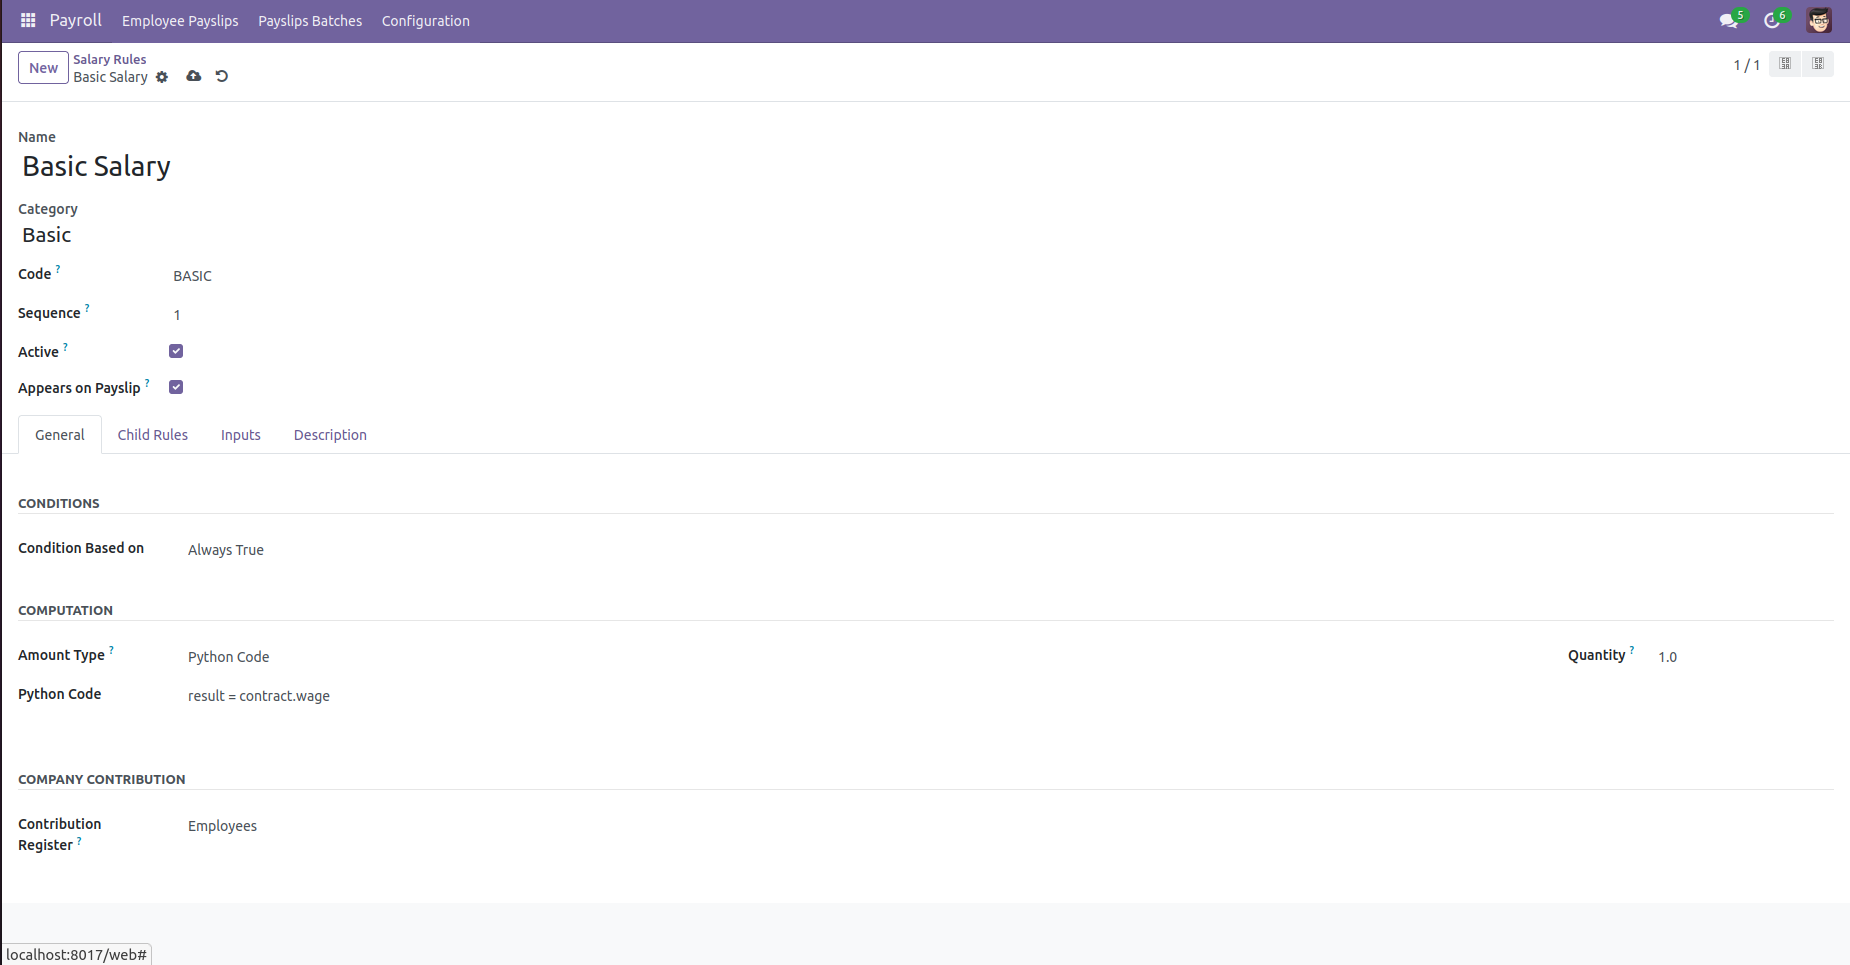 Payroll Employee Payslips Payslips Batches Configuration 5 6
New Salary Rules
Basic Salary
1 / 1
Name
Basic Salary
Category
Basic
Code ? BASIC
Sequence ? 1
Active ?
Appears on Payslip ?
General Child Rules Inputs Description
CONDITIONS
Condition Based on Always True
COMPUTATION
Amount Type ? Python Code Quantity ? 1.0
Python Code result = contract.wage
COMPANY CONTRIBUTION
Contribution Employees
Register ?
localhost:8017/web#